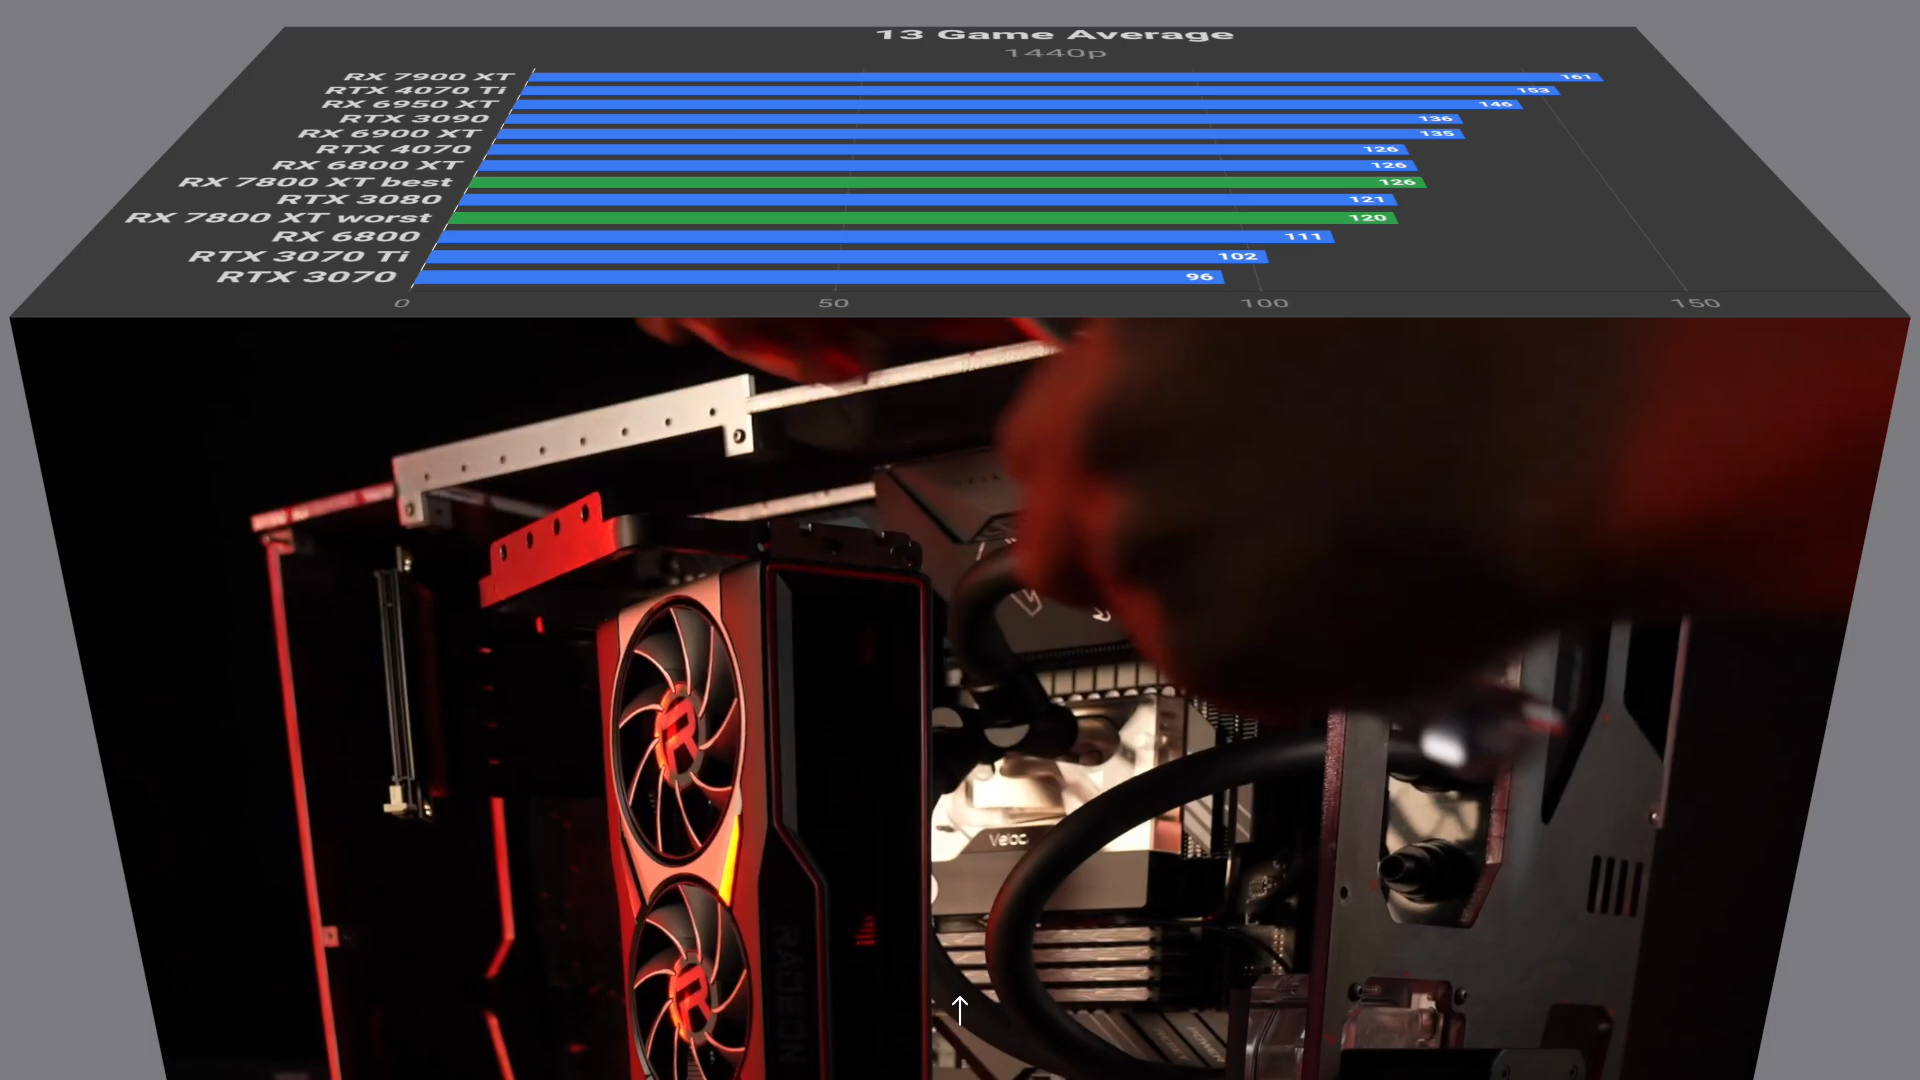 13 Game Average
1440p
RX 7900 XT 161
RTX 4070 Ti 153
RX 6950 XT 146
RTX 3090 136
RX 6900 XT 135
RTX 4070 126
RX 6800 XT 126
RX 7800 XT best 126
RTX 3080 121
RX 7800 XT worst 120
RX 6800 111
RTX 3070 Ti 102
RTX 3070 96
0 50 100 150
Veloc
RADEON